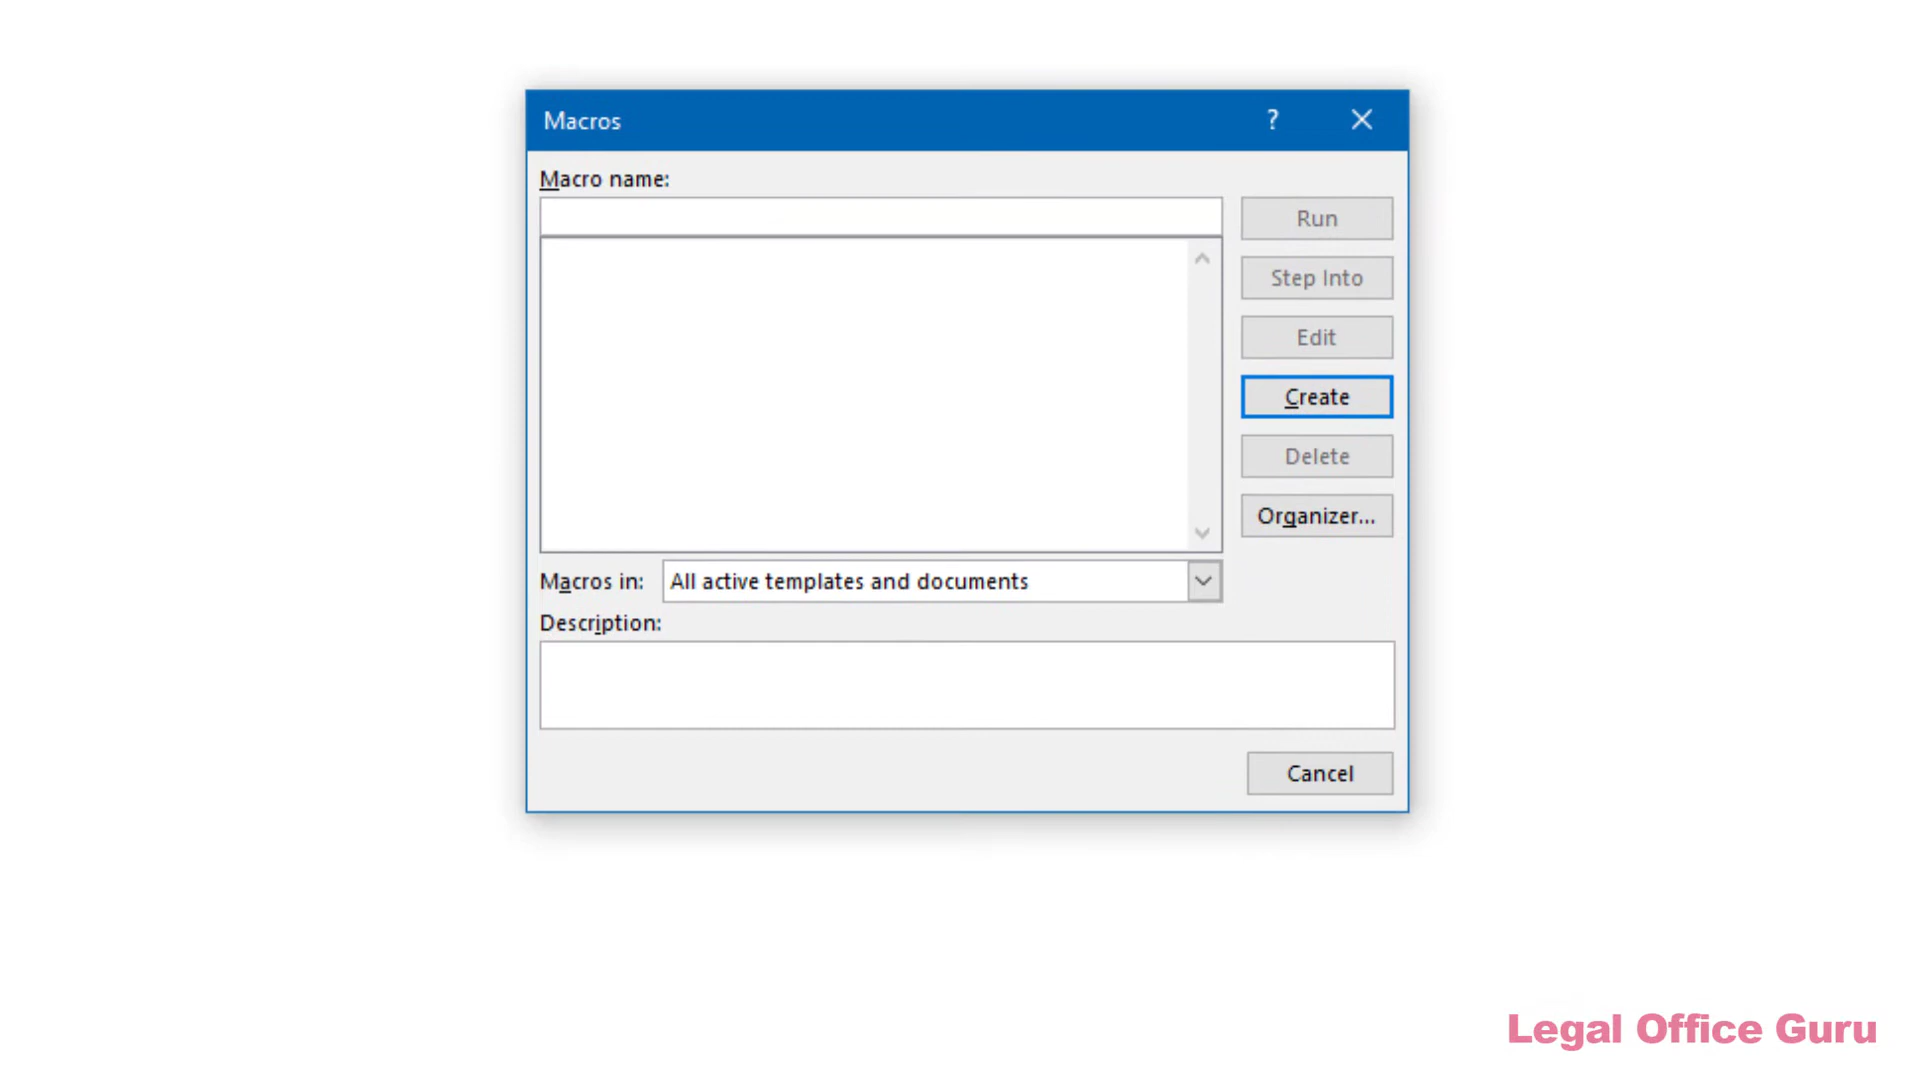 Macros ?
Macro name:
Run
Step Into
Edit
Create
Delete
Organizer...
Macros in: All active templates and documents
Description:
Cancel
Legal Office Guru